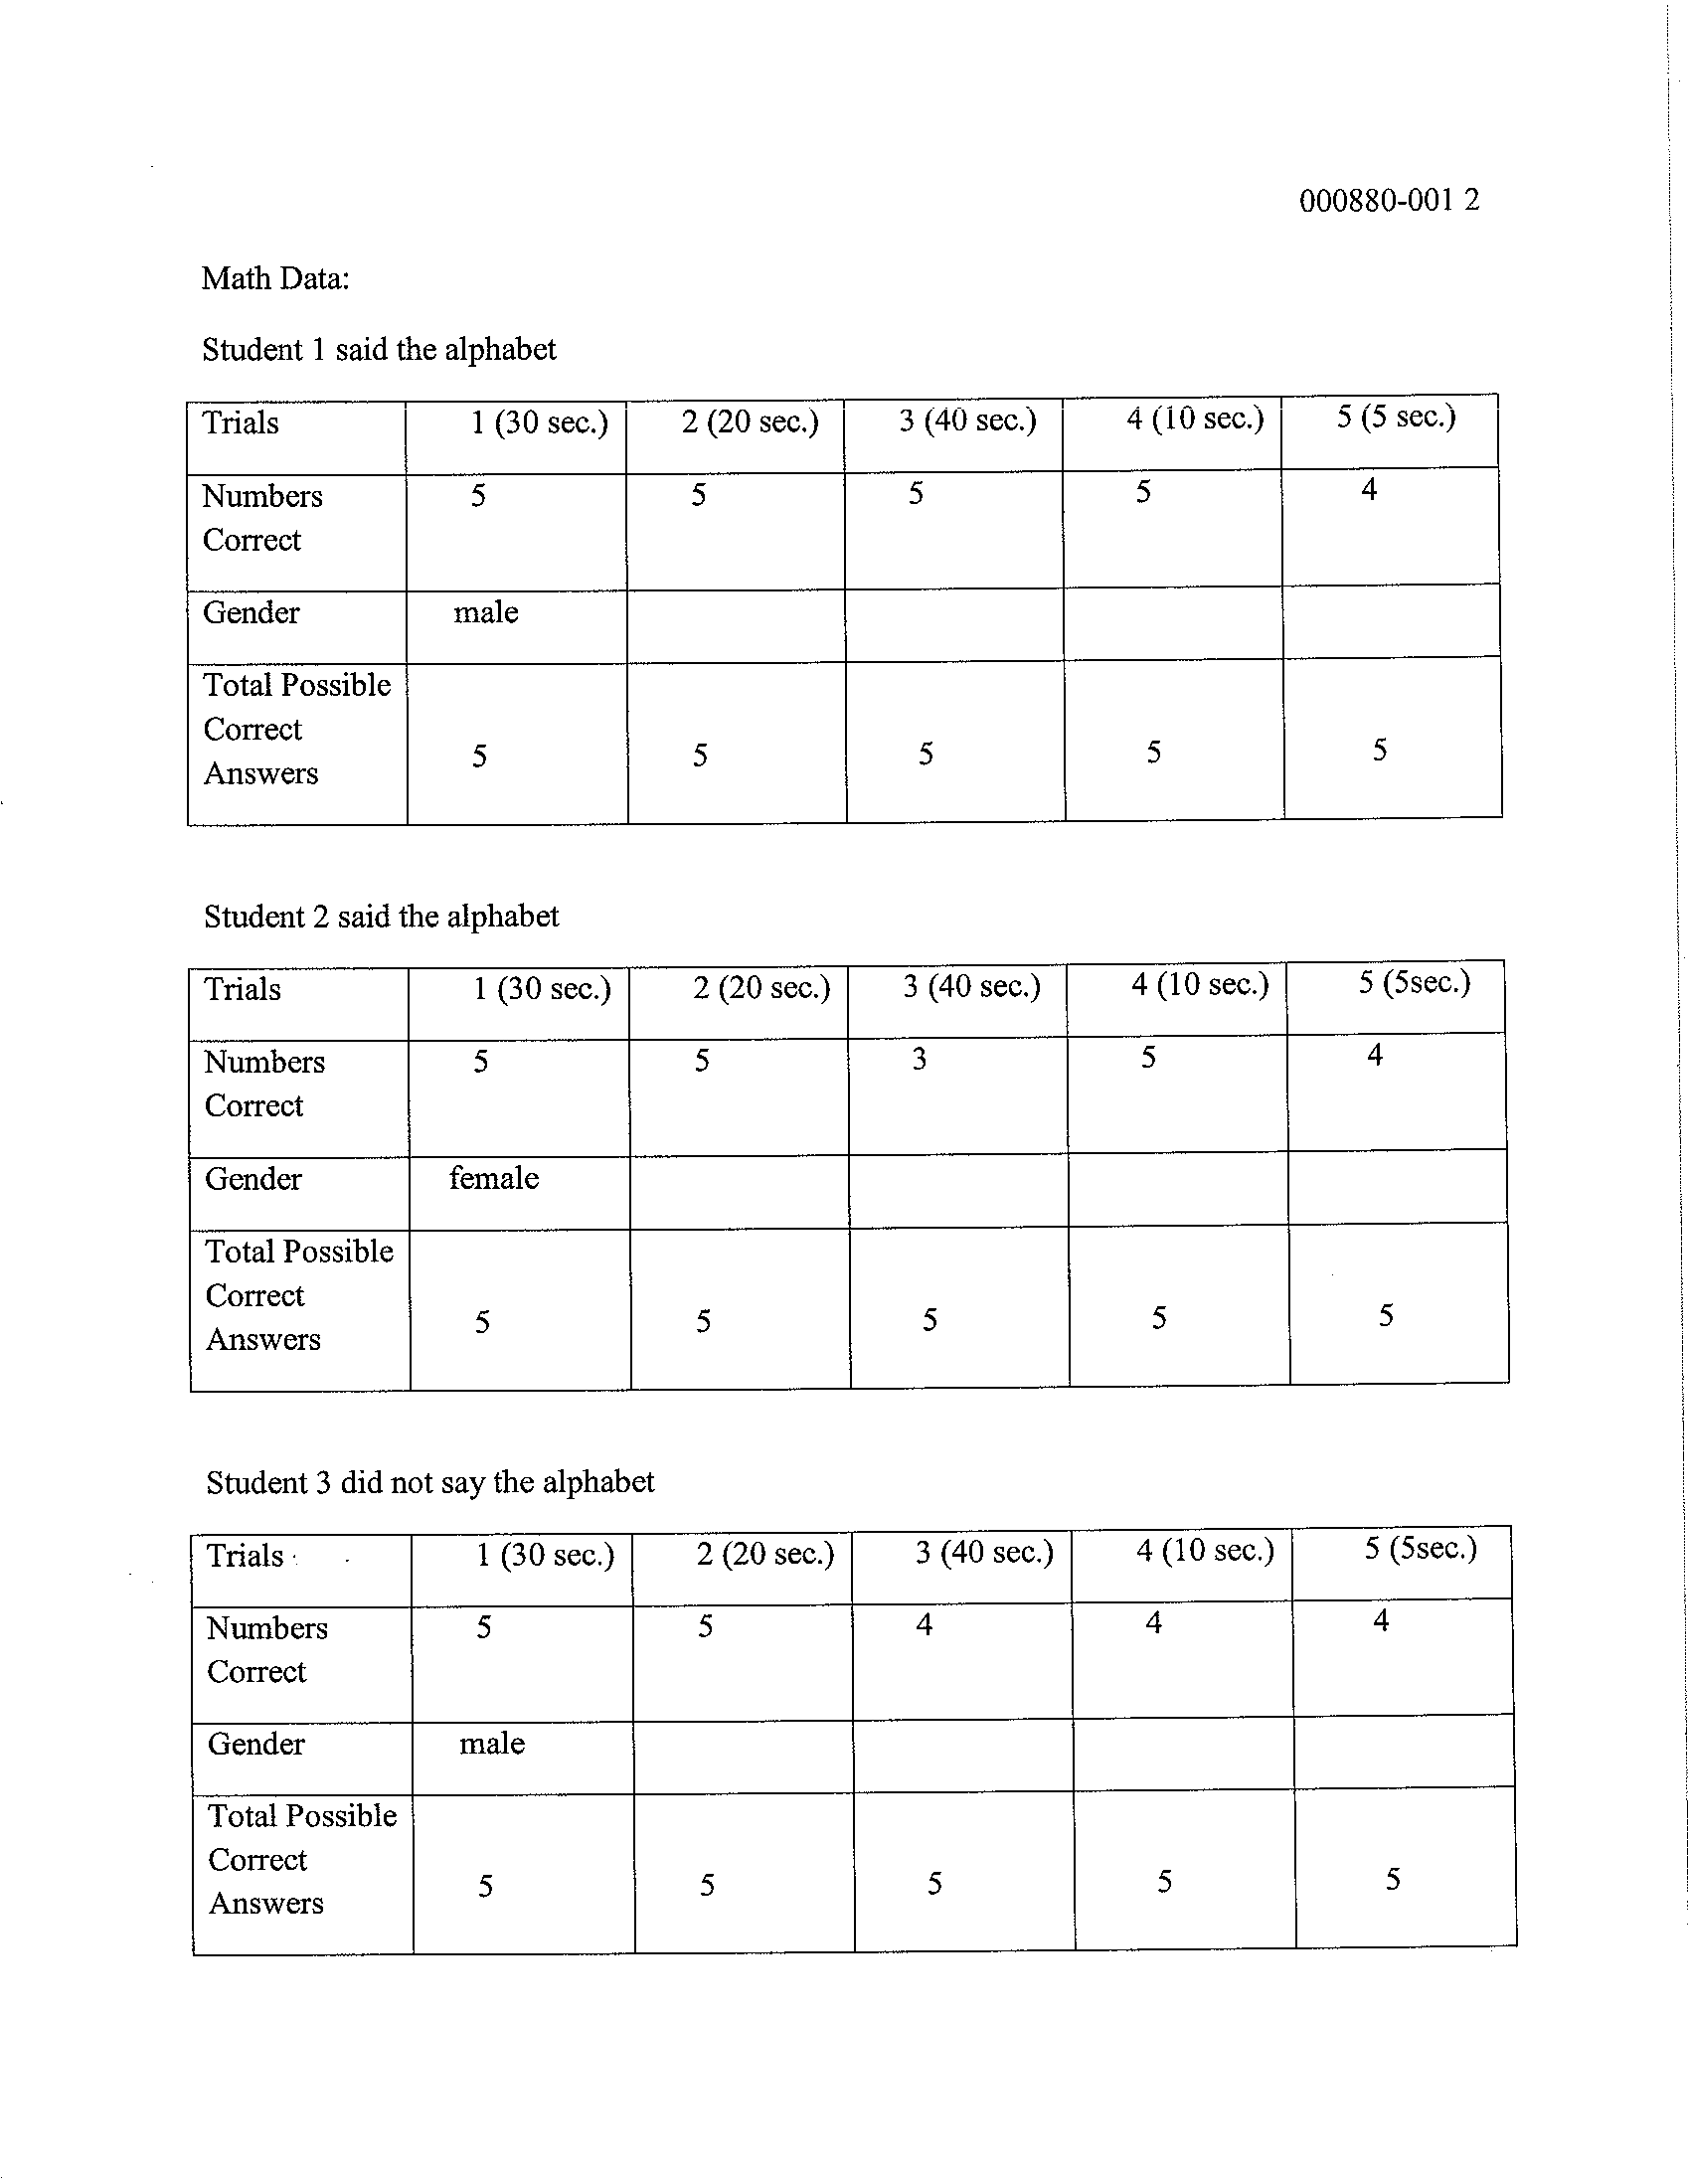 000880-001 2
Math Data:
Student 1 said the alphabet
Trials 1 (30 sec.) 2 (20 sec.) 3 (40 sec.) 4 (10 sec.) 5 (5 sec.)
Numbers 5 5 5 5 4
Correct
Gender male
Total Possible
Correct
Answers 5 5 5 5 5
Student 2 said the alphabet
Trials 1 (30 sec.) 2 (20 sec.) 3 (40 sec.) 4 (10 sec.) 5 (5sec.)
Numbers 5 5 3 5 4
Correct
Gender female
Total Possible
Correct
Answers 5 5 5 5 5
Student 3 did not say the alphabet
Trials 1 (30 sec.) 2 (20 sec.) 3 (40 sec.) 4 (10 sec.) 5 (5sec.)
Numbers 5 5 4 4 4
Correct
Gender male
Total Possible
Correct
Answers 5 5 5 5 5